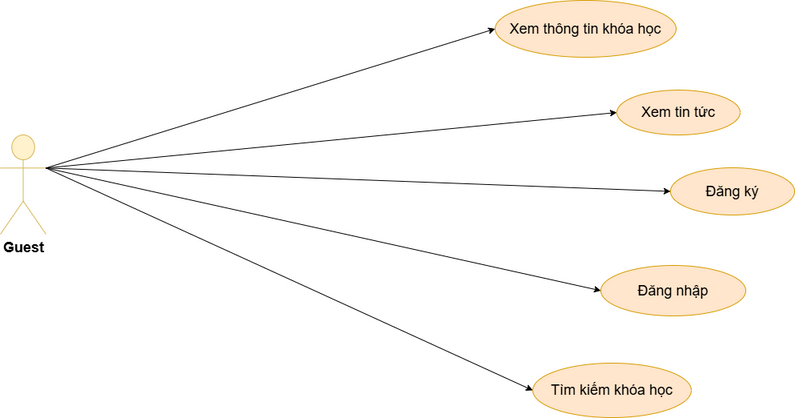 Xem thông tin khóa học
Xem tin tức
Đăng ký
Guest
Đăng nhập
Tìm kiếm khóa học